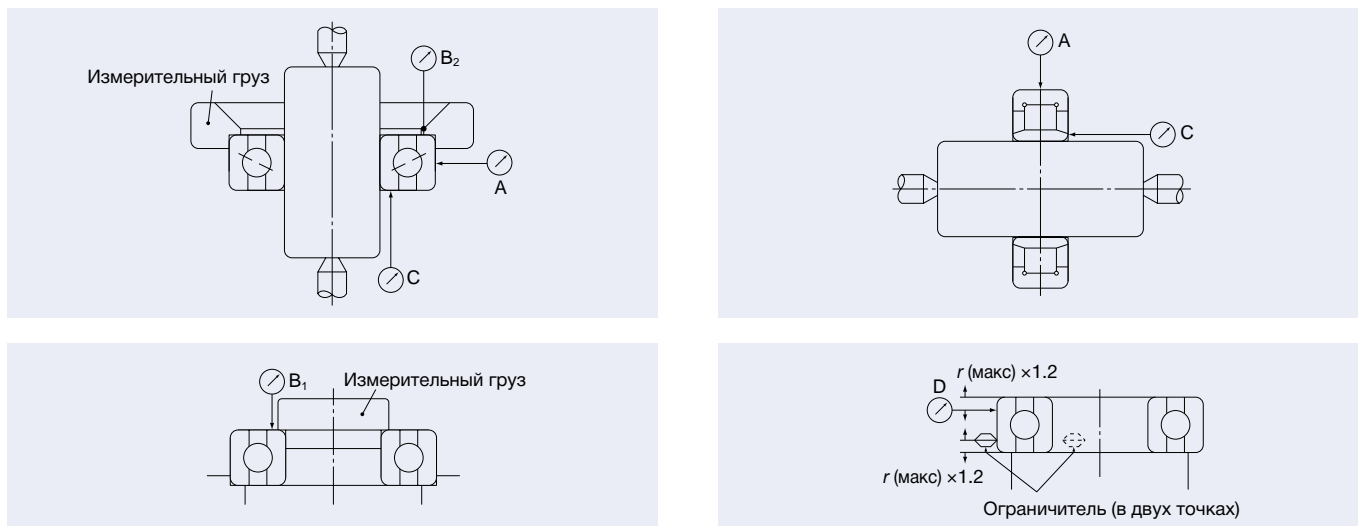 Измерительный груз
B₂
A
C
A
C
B₁
Измерительный груз
r (макс) ×1.2
D
r (макс) ×1.2
Ограничитель (в двух точках)